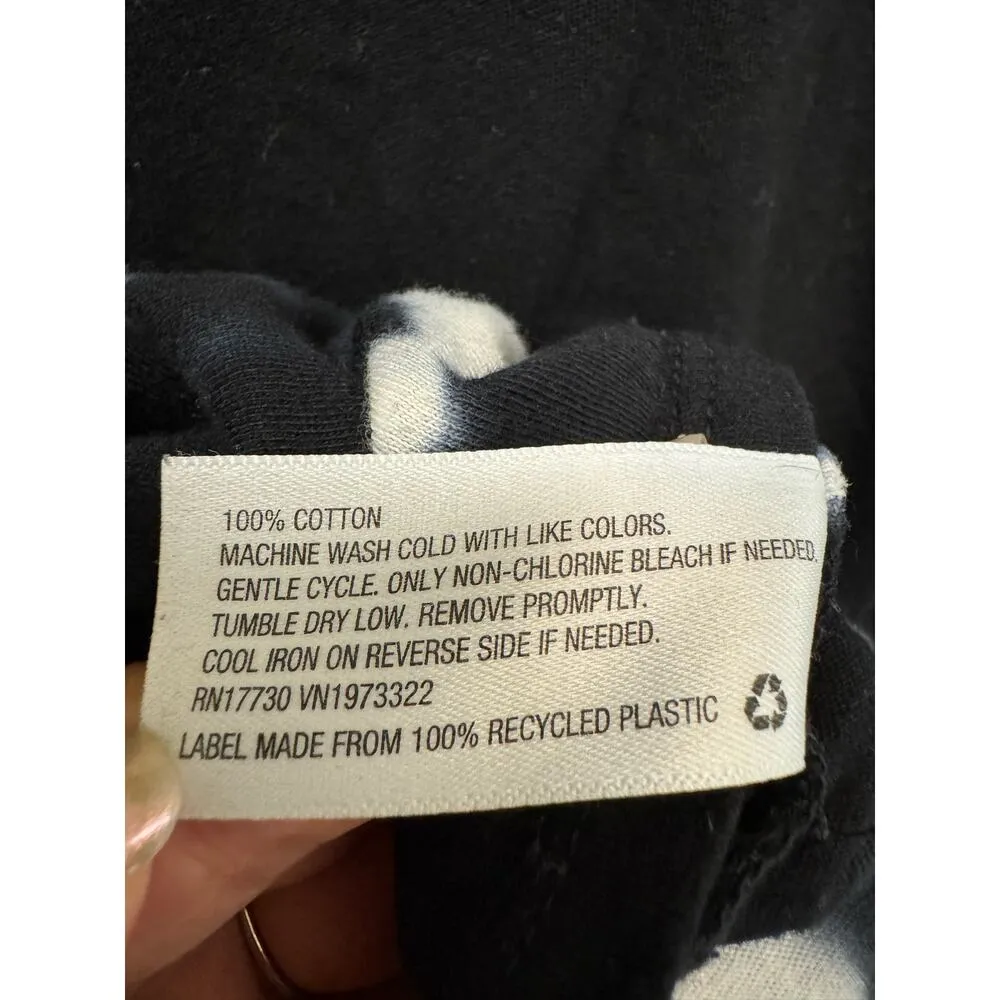 100% COTTON
MACHINE WASH COLD WITH LIKE COLORS.
GENTLE CYCLE. ONLY NON-CHLORINE BLEACH IF NEEDED.
TUMBLE DRY LOW. REMOVE PROMPTLY.
COOL IRON ON REVERSE SIDE IF NEEDED.
RN17730 VN1973322
LABEL MADE FROM 100% RECYCLED PLASTIC